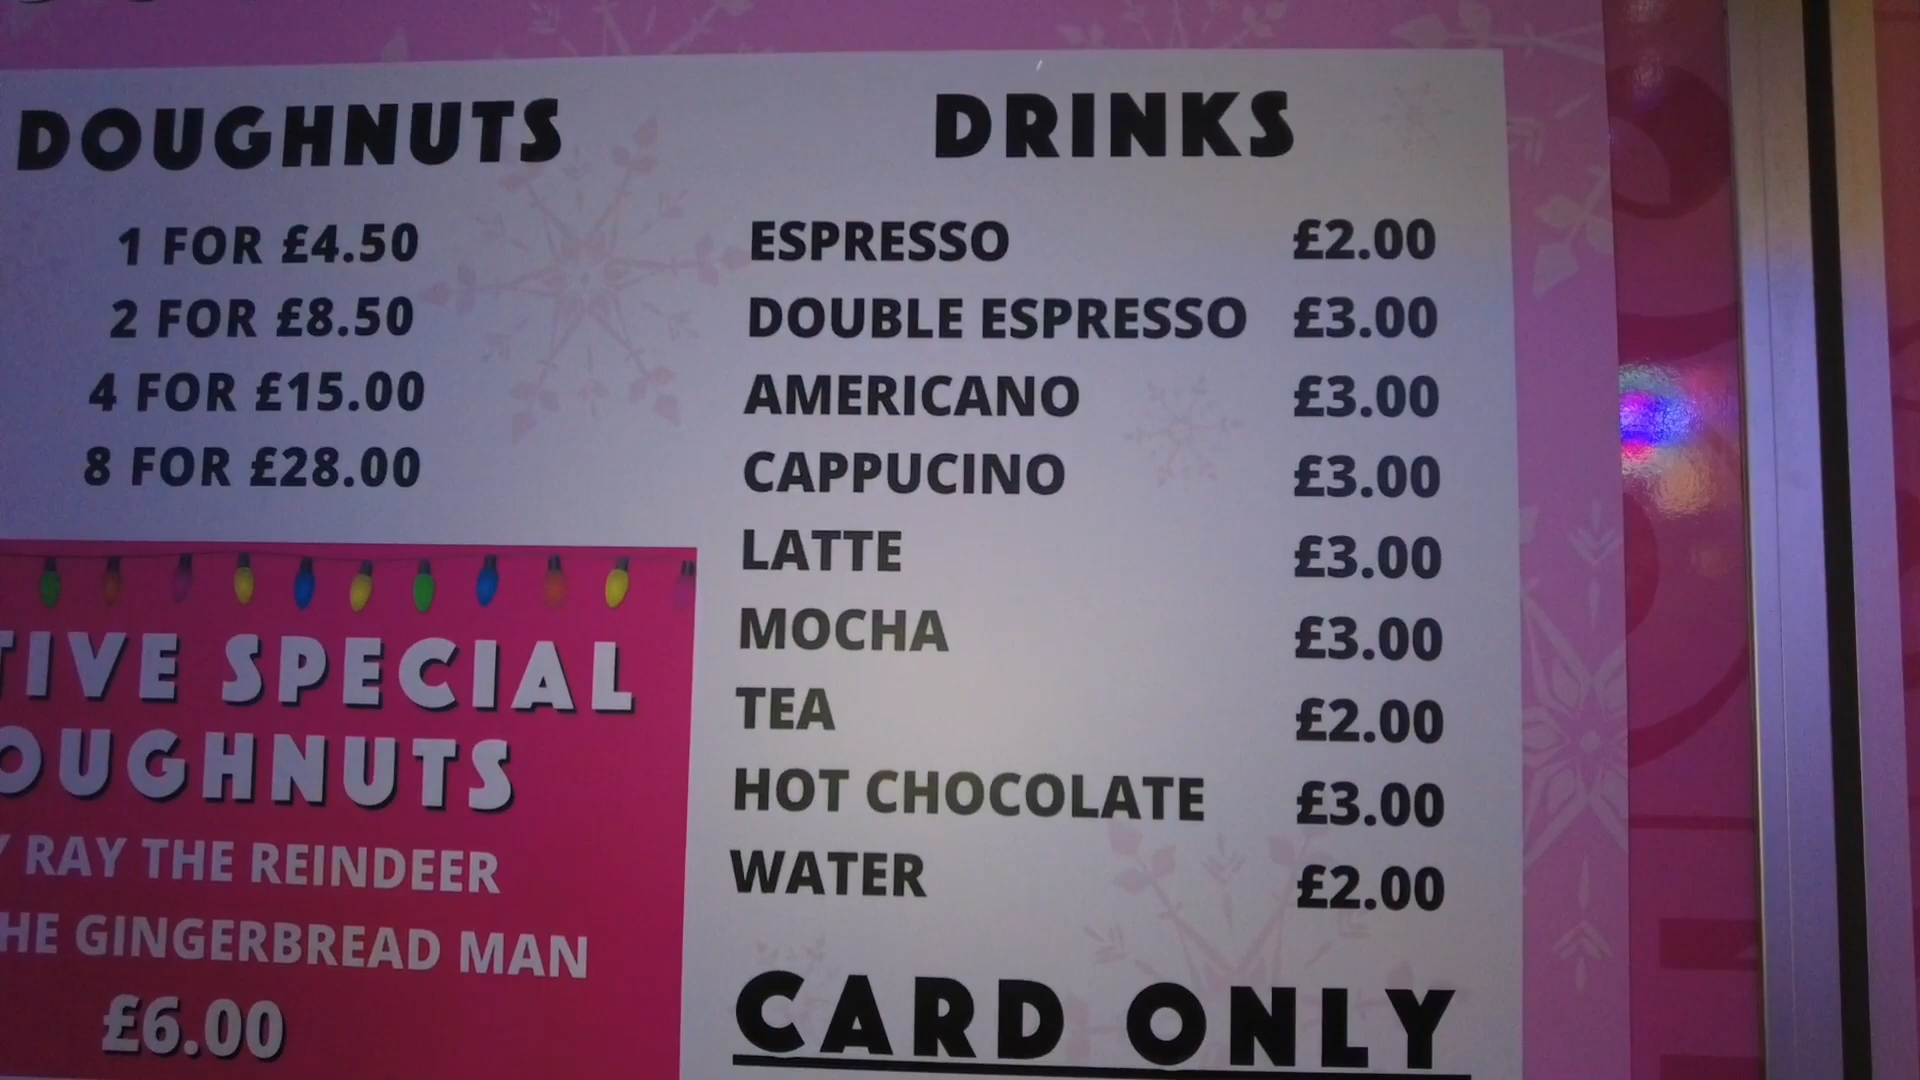 DOUGHNUTS
1 FOR £4.50
2 FOR £8.50
4 FOR £15.00
8 FOR £28.00
SPECIAL
RAY THE REINDEER
GINGERBREAD MAN
£6.00
DRINKS
ESPRESSO £2.00
DOUBLE ESPRESSO £3.00
AMERICANO £3.00
CAPPUCINO £3.00
LATTE £3.00
MOCHA £3.00
TEA £2.00
HOT CHOCOLATE £3.00
WATER £2.00
CARD ONLY